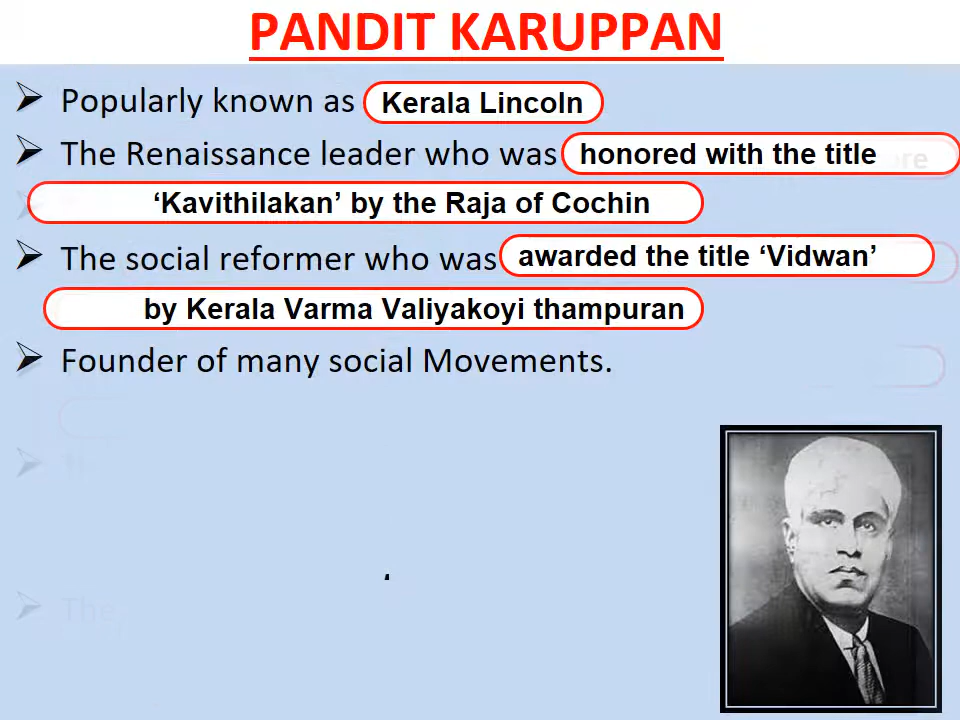 PANDIT KARUPPAN
➢ Popularly known as Kerala Lincoln
➢ The Renaissance leader who was honored with the title
‘Kavithilakan’ by the Raja of Cochin
➢ The social reformer who was awarded the title ‘Vidwan’
by Kerala Varma Valiyakoyi thampuran
➢ Founder of many social Movements.
➢ The